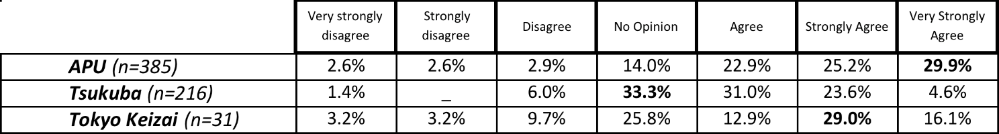 Very strongly disagree Strongly disagree Disagree No Opinion Agree Strongly Agree Very Strongly Agree
APU (n=385) 2.6% 2.6% 2.9% 14.0% 22.9% 25.2% 29.9%
Tsukuba (n=216) 1.4% _ 6.0% 33.3% 31.0% 23.6% 4.6%
Tokyo Keizai (n=31) 3.2% 3.2% 9.7% 25.8% 12.9% 29.0% 16.1%